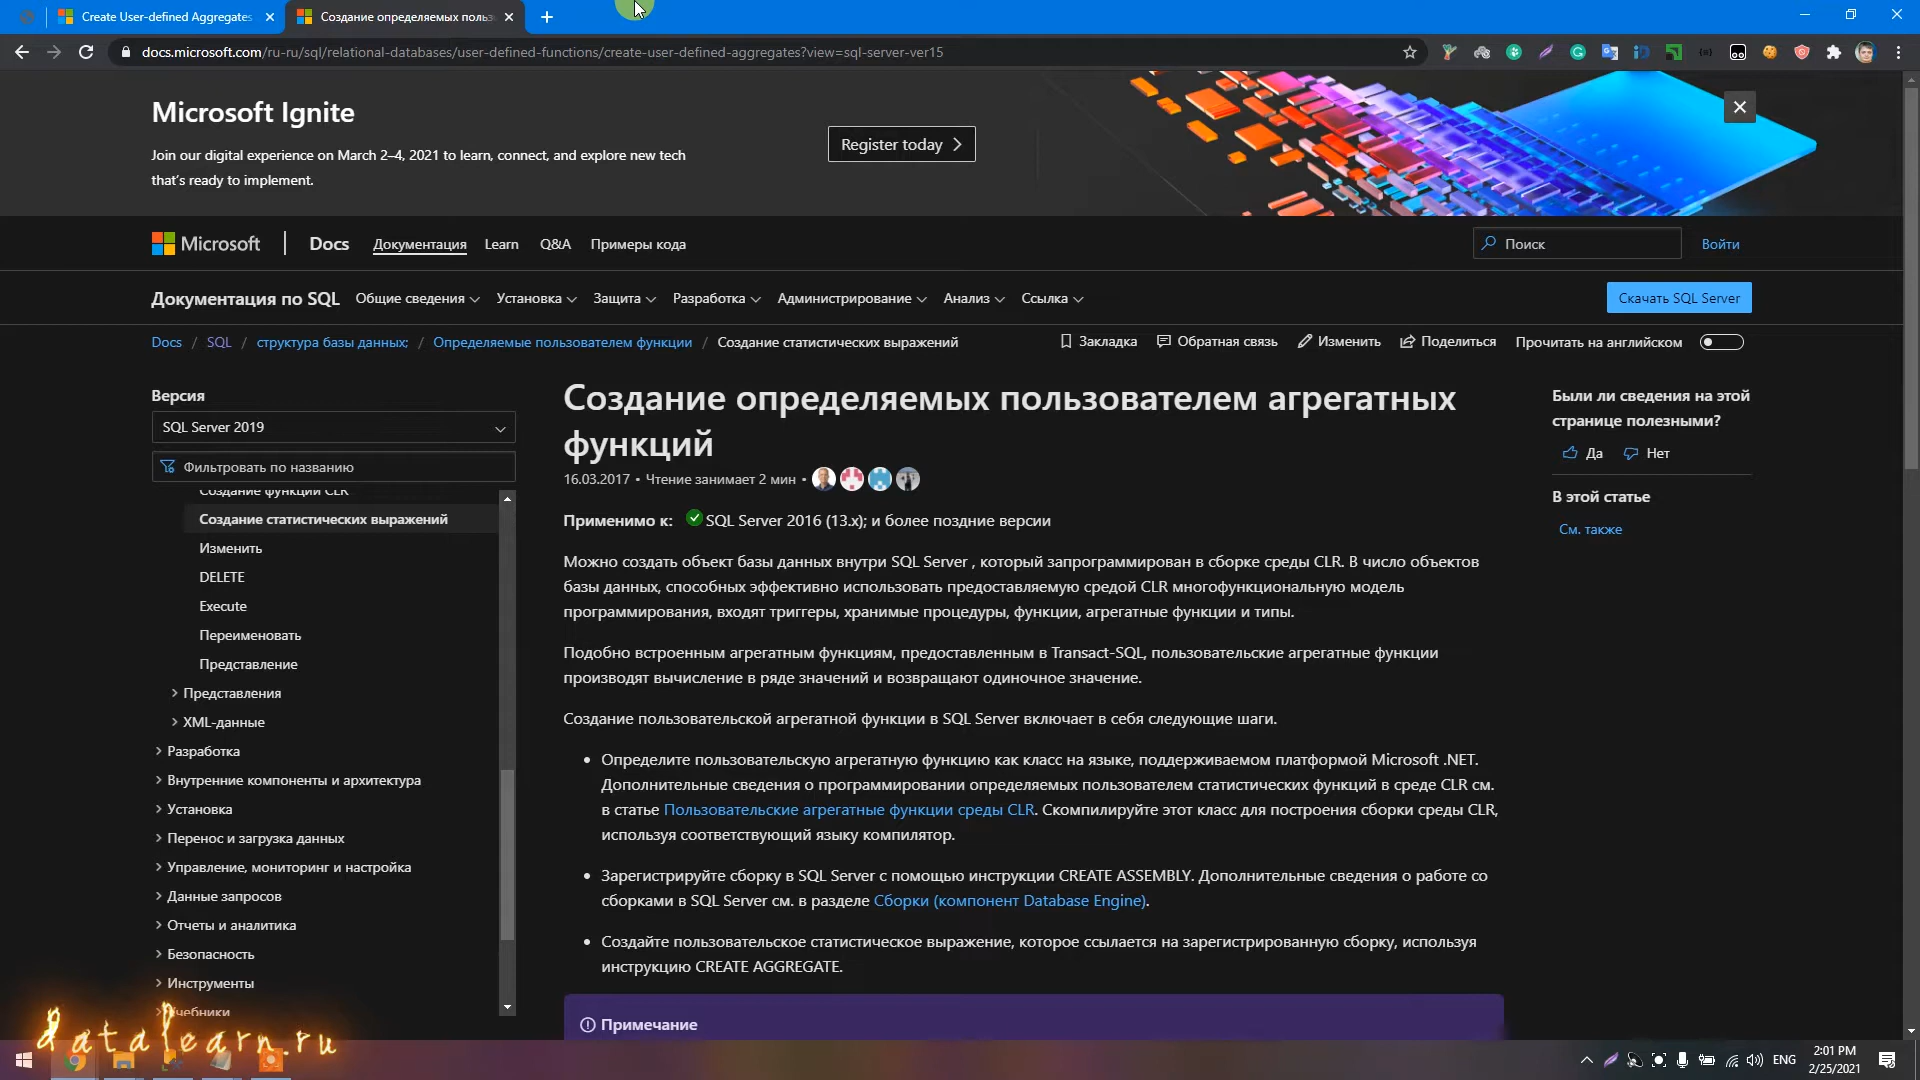 Create User-defined Aggregates
Создание определяемых польз
docs.microsoft.com/ru-ru/sql/relational-databases/user-defined-functions/create-user-defined-aggregates?view=sql-server-ver15
Microsoft Ignite
Join our digital experience on March 2–4, 2021 to learn, connect, and explore new tech
that's ready to implement.
Register today
Microsoft
Docs
Документация
Learn
Q&A
Примеры кода
Поиск
Войти
Документация по SQL
Общие сведения
Установка
Защита
Разработка
Администрирование
Анализ
Ссылка
Скачать SQL Server
Docs / SQL / структура базы данных; / Определяемые пользователем функции / Создание статистических выражений
Закладка
Обратная связь
Изменить
Поделиться
Прочитать на английском
Версия
SQL Server 2019
Фильтровать по названию
Создание функций CLR
Создание статистических выражений
Изменить
DELETE
Execute
Переименовать
Представление
Представления
XML-данные
Разработка
Внутренние компоненты и архитектура
Установка
Перенос и загрузка данных
Управление, мониторинг и настройка
Данные запросов
Отчеты и аналитика
Безопасность
Инструменты
Создание определяемых пользователем агрегатных
функций
16.03.2017 • Чтение занимает 2 мин •
Применимо к: SQL Server 2016 (13.x); и более поздние версии
Можно создать объект базы данных внутри SQL Server , который запрограммирован в сборке среды CLR. В число объектов
базы данных, способных эффективно использовать предоставляемую средой CLR многофункциональную модель
программирования, входят триггеры, хранимые процедуры, функции, агрегатные функции и типы.
Подобно встроенным агрегатным функциям, предоставленным в Transact-SQL, пользовательские агрегатные функции
производят вычисление в ряде значений и возвращают одиночное значение.
Создание пользовательской агрегатной функции в SQL Server включает в себя следующие шаги.
• Определите пользовательскую агрегатную функцию как класс на языке, поддерживаемом платформой Microsoft .NET.
Дополнительные сведения о программировании определяемых пользователем статистических функций в среде CLR см.
в статье Пользовательские агрегатные функции среды CLR. Скомпилируйте этот класс для построения сборки среды CLR,
используя соответствующий языку компилятор.
• Зарегистрируйте сборку в SQL Server с помощью инструкции CREATE ASSEMBLY. Дополнительные сведения о работе со
сборками в SQL Server см. в разделе Сборки (компонент Database Engine).
• Создайте пользовательское статистическое выражение, которое ссылается на зарегистрированную сборку, используя
инструкцию CREATE AGGREGATE.
Примечание
Были ли сведения на этой
странице полезными?
Да
Нет
В этой статье
См. также
datalearn.ru
ENG
2:01 PM
2/25/2021